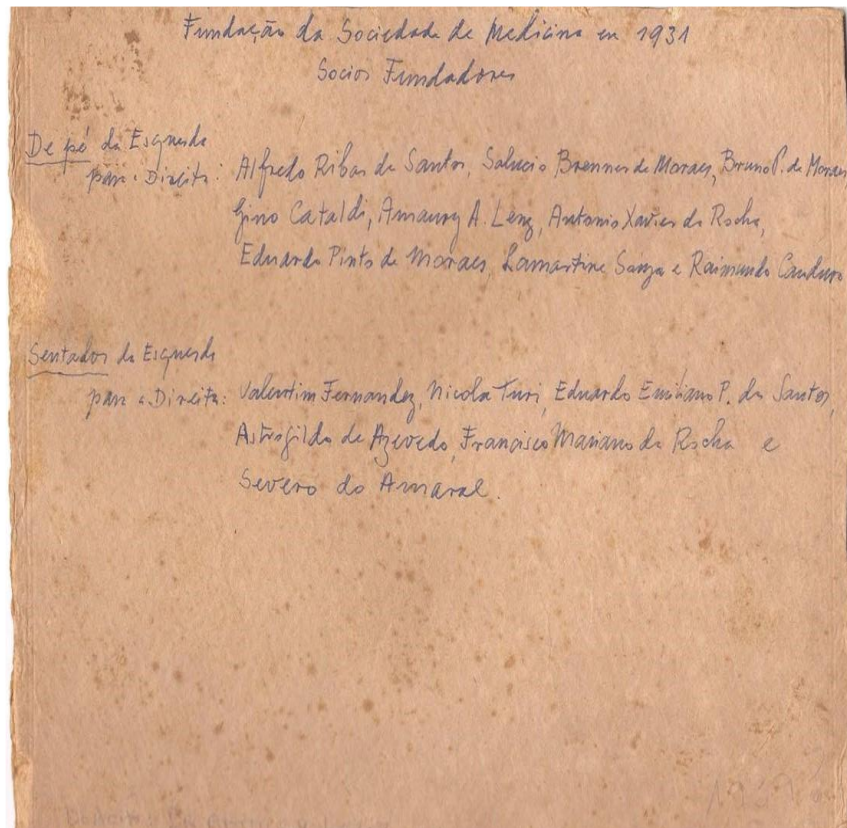 Fundação da Sociedade de Medicina em 1931
Socios Fundadores
De pé da Esquerda
para a Direita: Alfredo Ribas de Santos, Salucio Brenner de Moraes, Bruno P. de Moraes
Gino Cataldi, Amaury A. Lenz, Antonio Xavier da Rocha,
Eduardo Pinto de Moraes, Lamartine Souza e Raimundo Cauduro
Sentados da Esquerda
para a Direita: Valentim Fernandez, Nicola Turi, Eduardo Emiliano P. dos Santos,
Astrogildo de Azevedo, Francisco Mariano da Rocha e
Severo do Amaral.